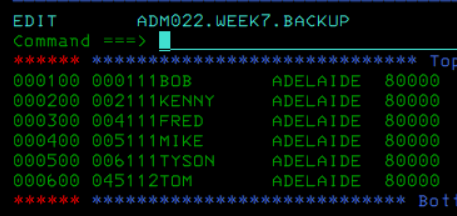 EDIT ADM022.WEEK7.BACKUP
Command ===>
****** ***************************** Top
000100 000111BOB ADELAIDE 80000
000200 002111KENNY ADELAIDE 80000
000300 004111FRED ADELAIDE 80000
000400 005111MIKE ADELAIDE 80000
000500 006111TYSON ADELAIDE 80000
000600 045112TOM ADELAIDE 80000
****** **************************** Bott